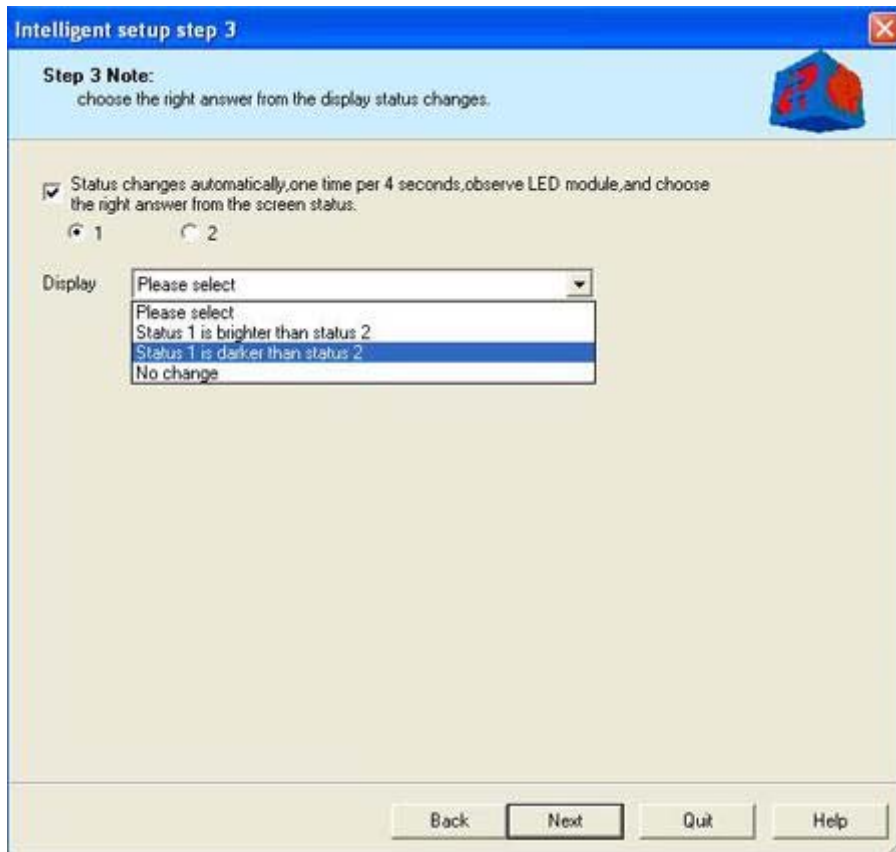 Intelligent setup step 3
Step 3 Note:
choose the right answer from the display status changes.
Status changes automatically,one time per 4 seconds,observe LED module,and choose
the right answer from the screen status.
1 2
Display Please select
Please select
Status 1 is brighter than status 2
Status 1 is darker than status 2
No change
Back Next Quit Help